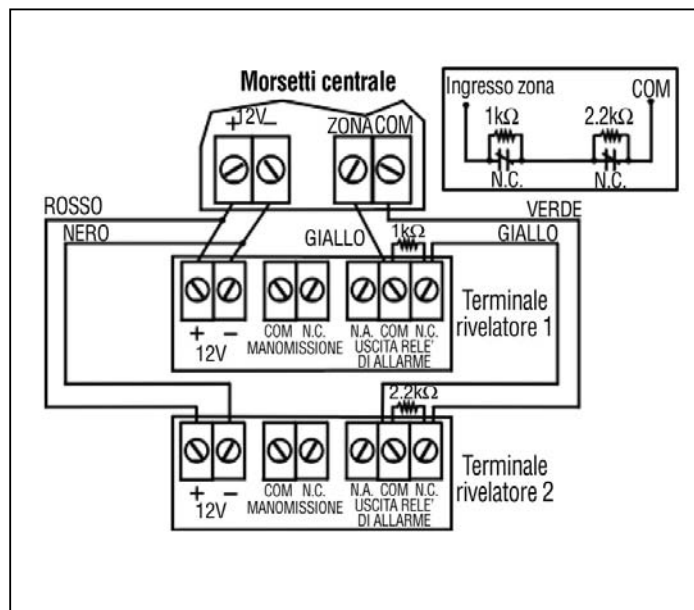 Morsetti centrale
+ 12V –
ZONA COM
Ingresso zona
COM
1kΩ
2.2kΩ
N.C.
N.C.
ROSSO
NERO
GIALLO
VERDE
GIALLO
1kΩ
+ –
12V
COM N.C.
MANOMISSIONE
N.A. COM N.C.
USCITA RELE'
DI ALLARME
Terminale
rivelatore 1
2.2kΩ
+ –
12V
COM N.C.
MANOMISSIONE
N.A. COM N.C.
USCITA RELE'
DI ALLARME
Terminale
rivelatore 2